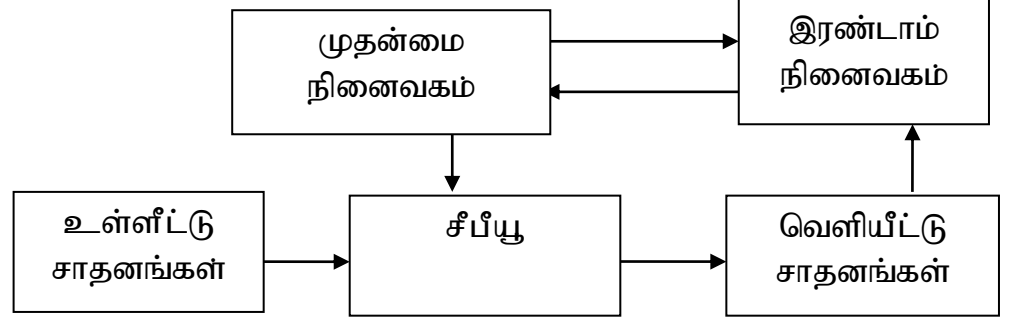 முதன்மை
நினைவகம்
இரண்டாம்
நினைவகம்
உள்ளீட்டு
சாதனங்கள்
சீபீயூ
வெளியீட்டு
சாதனங்கள்